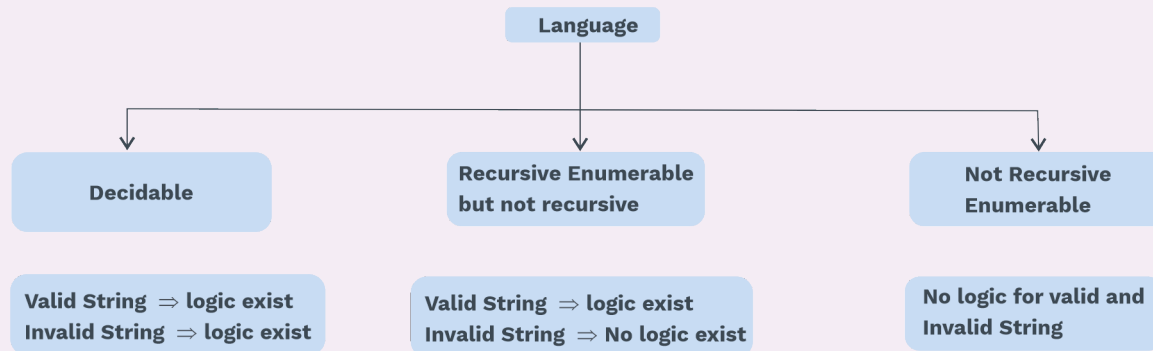 Language
Decidable
Recursive Enumerable
but not recursive
Not Recursive
Enumerable
Valid String ⇒ logic exist
Invalid String ⇒ logic exist
Valid String ⇒ logic exist
Invalid String ⇒ No logic exist
No logic for valid and
Invalid String